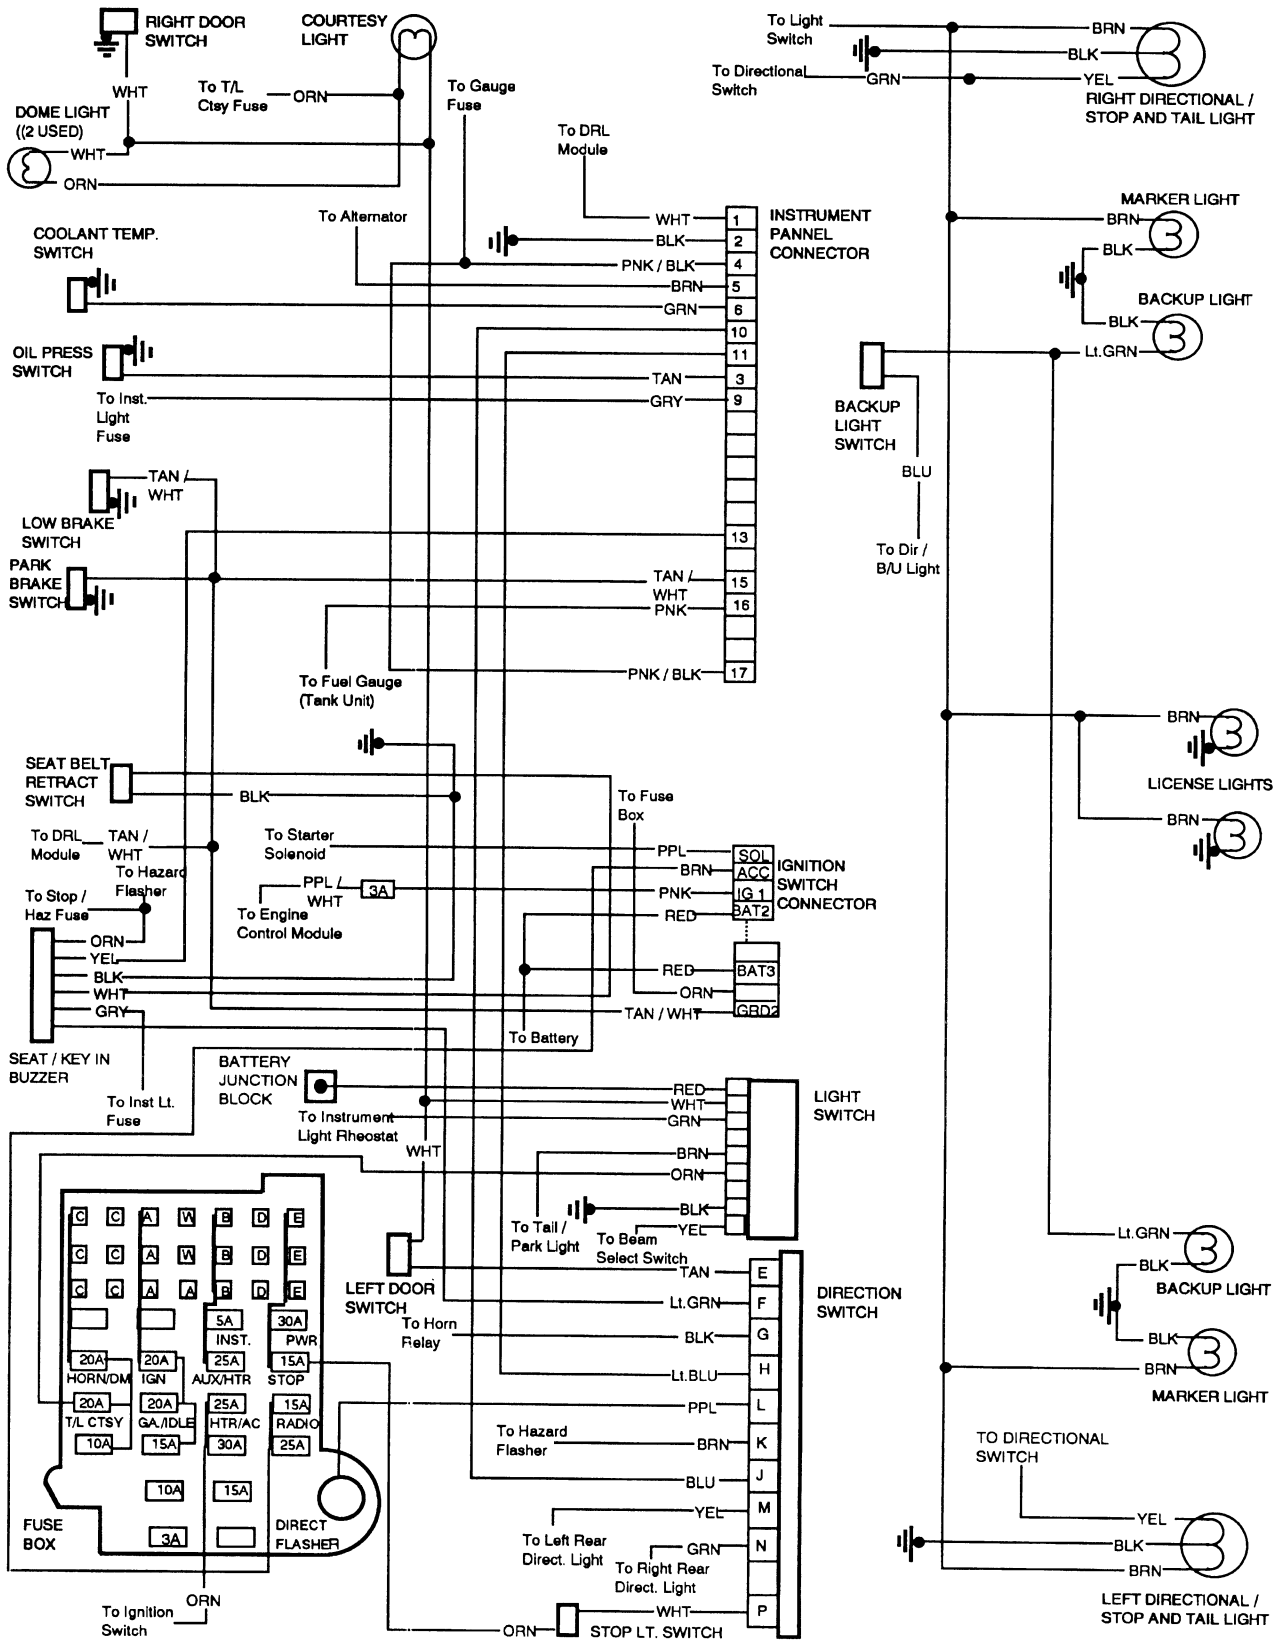 RIGHT DOOR
SWITCH
COURTESY
LIGHT
WHT
To T/L
Ctsy Fuse
ORN
To Gauge
Fuse
DOME LIGHT
((2 USED)
WHT
ORN
To DRL
Module
To Alternator
COOLANT TEMP.
SWITCH
OIL PRESS
SWITCH
To Inst.
Light
Fuse
WHT
BLK
PNK / BLK
BRN
GRN
TAN
GRY
1
2
4
5
6
10
11
3
9
13
15
16
17
INSTRUMENT
PANNEL
CONNECTOR
TAN /
WHT
LOW BRAKE
SWITCH
PARK
BRAKE
SWITCH
TAN /
WHT
PNK
PNK / BLK
To Fuel Gauge
(Tank Unit)
SEAT BELT
RETRACT
SWITCH
BLK
To DRL
Module
TAN /
WHT
To Hazard
Flasher
To Stop /
Haz Fuse
ORN
YEL
BLK
WHT
GRY
SEAT / KEY IN
BUZZER
To Inst Lt.
Fuse
To Starter
Solenoid
PPL /
WHT
3A
To Engine
Control Module
To Fuse
Box
PPL
BRN
PNK
RED
RED
ORN
TAN / WHT
SOL
ACC
IG 1
BAT2
BAT3
GRD2
IGNITION
SWITCH
CONNECTOR
To Battery
BATTERY
JUNCTION
BLOCK
To Instrument
Light Rheostat
WHT
RED
WHT
GRN
BRN
ORN
BLK
YEL
LIGHT
SWITCH
To Tail /
Park Light
To Beam
Select Switch
LEFT DOOR
SWITCH
To Horn
Relay
TAN
Lt.GRN
BLK
Lt.BLU
PPL
BRN
BLU
YEL
GRN
WHT
E
F
G
H
L
K
J
M
N
P
DIRECTION
SWITCH
To Hazard
Flasher
To Left Rear
Direct. Light
To Right Rear
Direct. Light
ORN
STOP LT. SWITCH
C C A W B D E
C C A W B D E
C C A A B D E
5A 30A
INST. PWR
20A 20A 25A 15A
HORN/DM IGN AUX/HTR STOP
20A 20A 25A 15A
T/L CTSY GA./IDLE HTR/AC RADIO
10A 15A 30A 25A
10A 15A
3A
FUSE
BOX
DIRECT
FLASHER
ORN
To Ignition
Switch
To Light
Switch
To Directional
Switch
GRN
BRN
BLK
YEL
RIGHT DIRECTIONAL /
STOP AND TAIL LIGHT
MARKER LIGHT
BRN
BLK
BACKUP LIGHT
BLK
Lt.GRN
BACKUP
LIGHT
SWITCH
BLU
To Dir /
B/U Light
BRN
LICENSE LIGHTS
BRN
Lt.GRN
BLK
BACKUP LIGHT
BLK
BRN
MARKER LIGHT
TO DIRECTIONAL
SWITCH
YEL
BLK
BRN
LEFT DIRECTIONAL /
STOP AND TAIL LIGHT